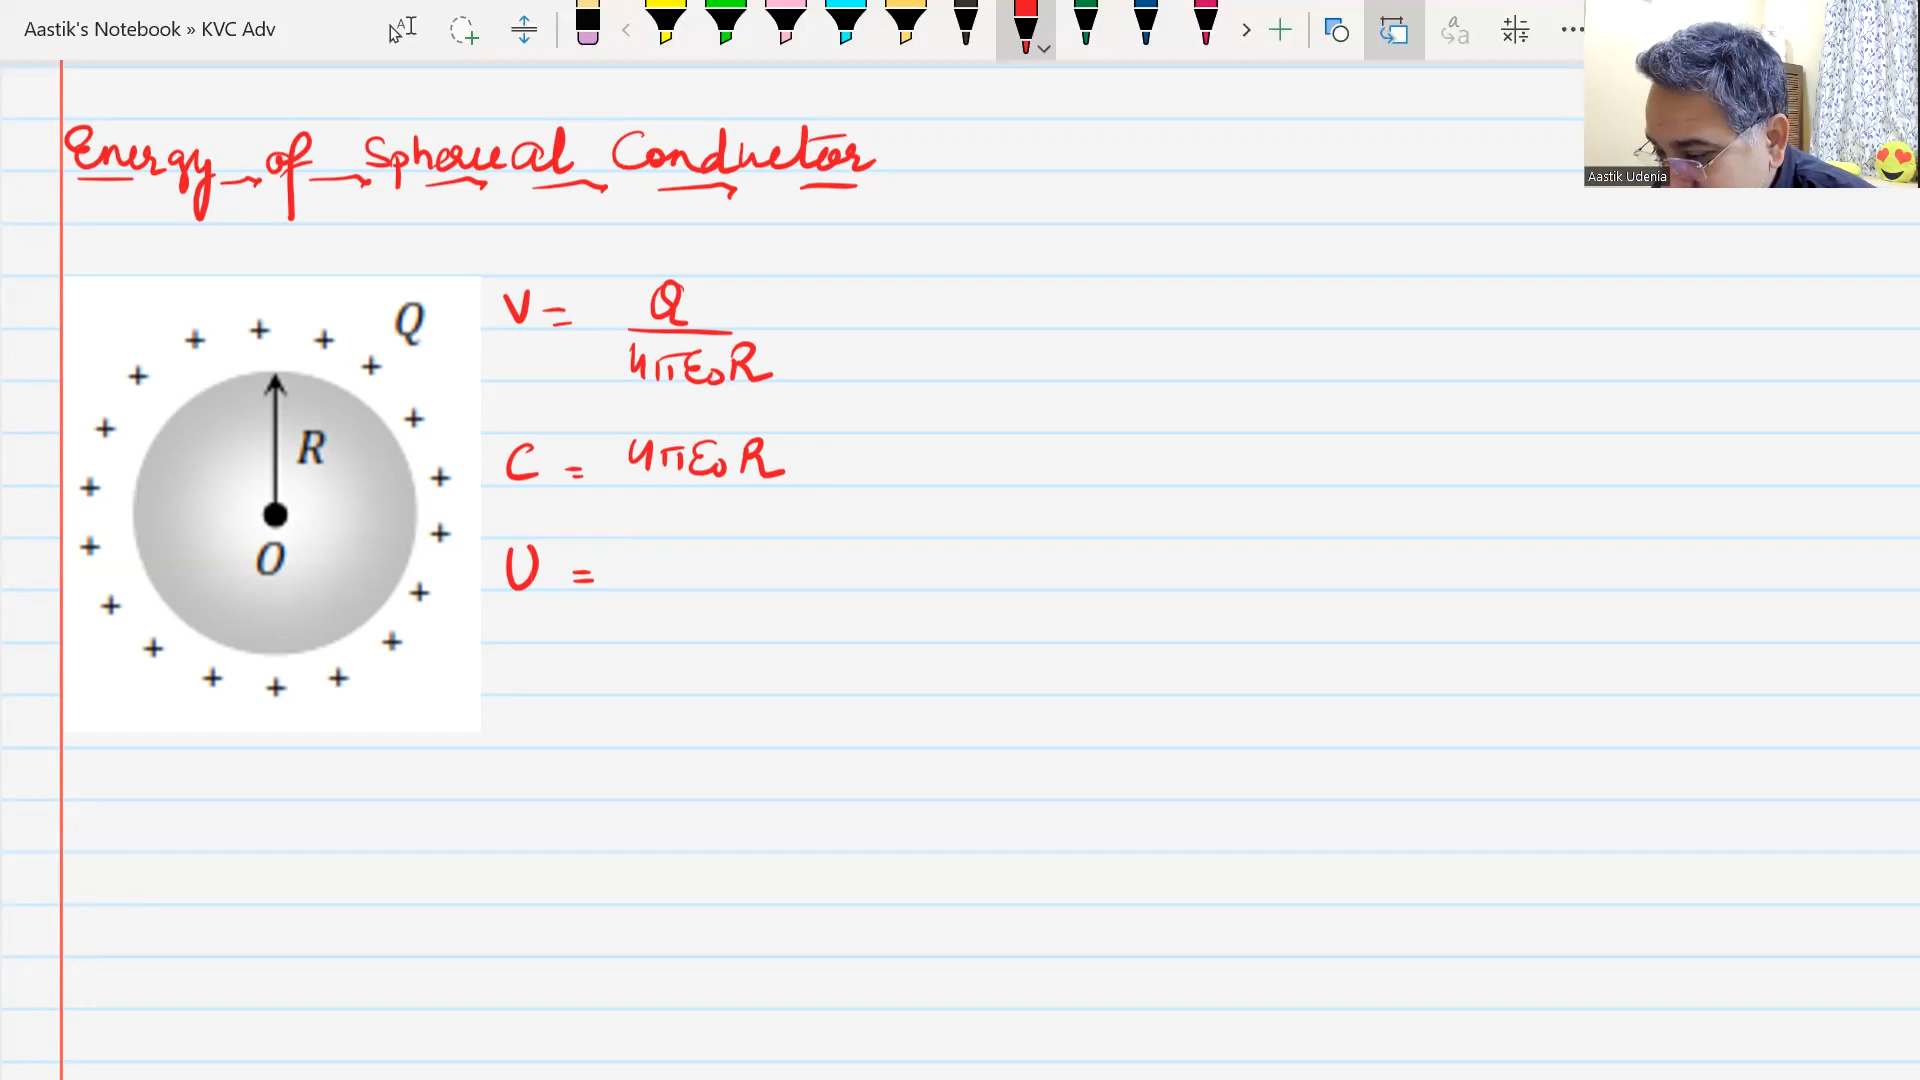 Aastik's Notebook » KVC Adv
Aastik Udenia
Energy of Spherical Conductor
Q
R
O
V = Q / 4πε₀R
C = 4πε₀R
U =